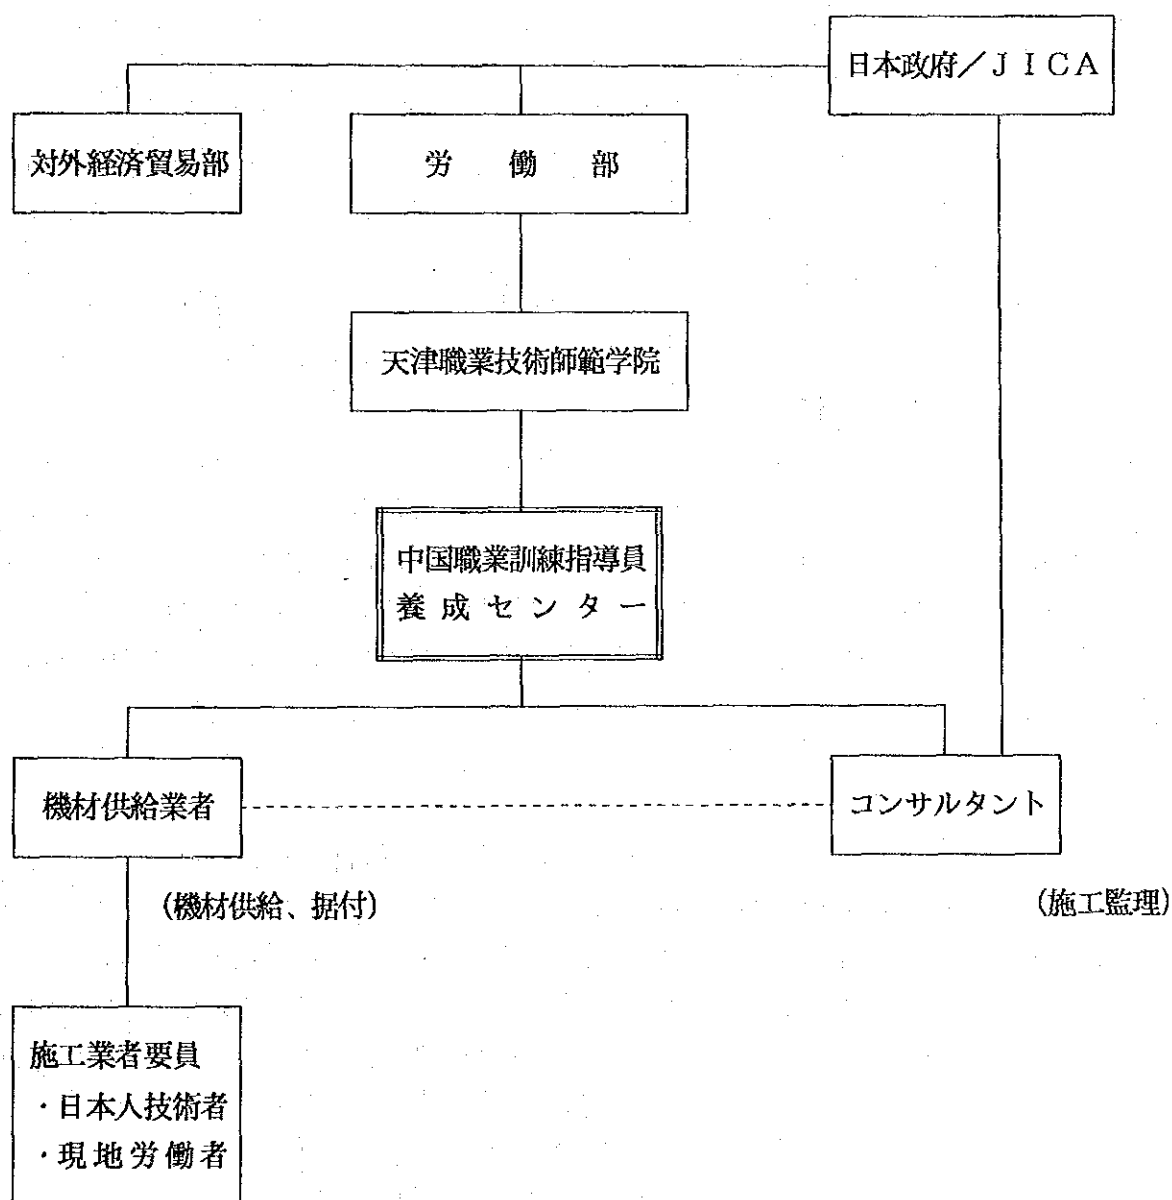 日本政府／ＪＩＣＡ
対外経済貿易部
労　働　部
天津職業技術師範学院
中国職業訓練指導員
養成センター
機材供給業者
コンサルタント
(機材供給、据付)
(施工監理)
施工業者要員
・日本人技術者
・現地労働者